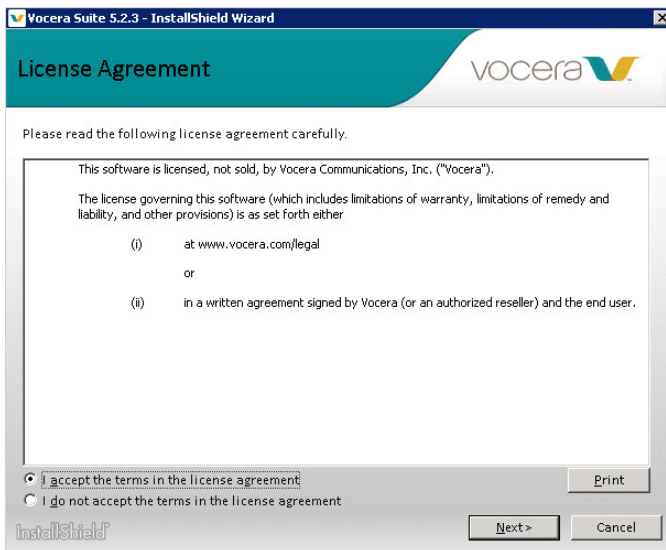 Vocera Suite 5.2.3 - InstallShield Wizard
License Agreement
vocera
Please read the following license agreement carefully.
This software is licensed, not sold, by Vocera Communications, Inc. ("Vocera").
The license governing this software (which includes limitations of warranty, limitations of remedy and
liability, and other provisions) is as set forth either
(i) at www.vocera.com/legal
or
(ii) in a written agreement signed by Vocera (or an authorized reseller) and the end user.
I accept the terms in the license agreement
Print
I do not accept the terms in the license agreement
InstallShield
Next >
Cancel